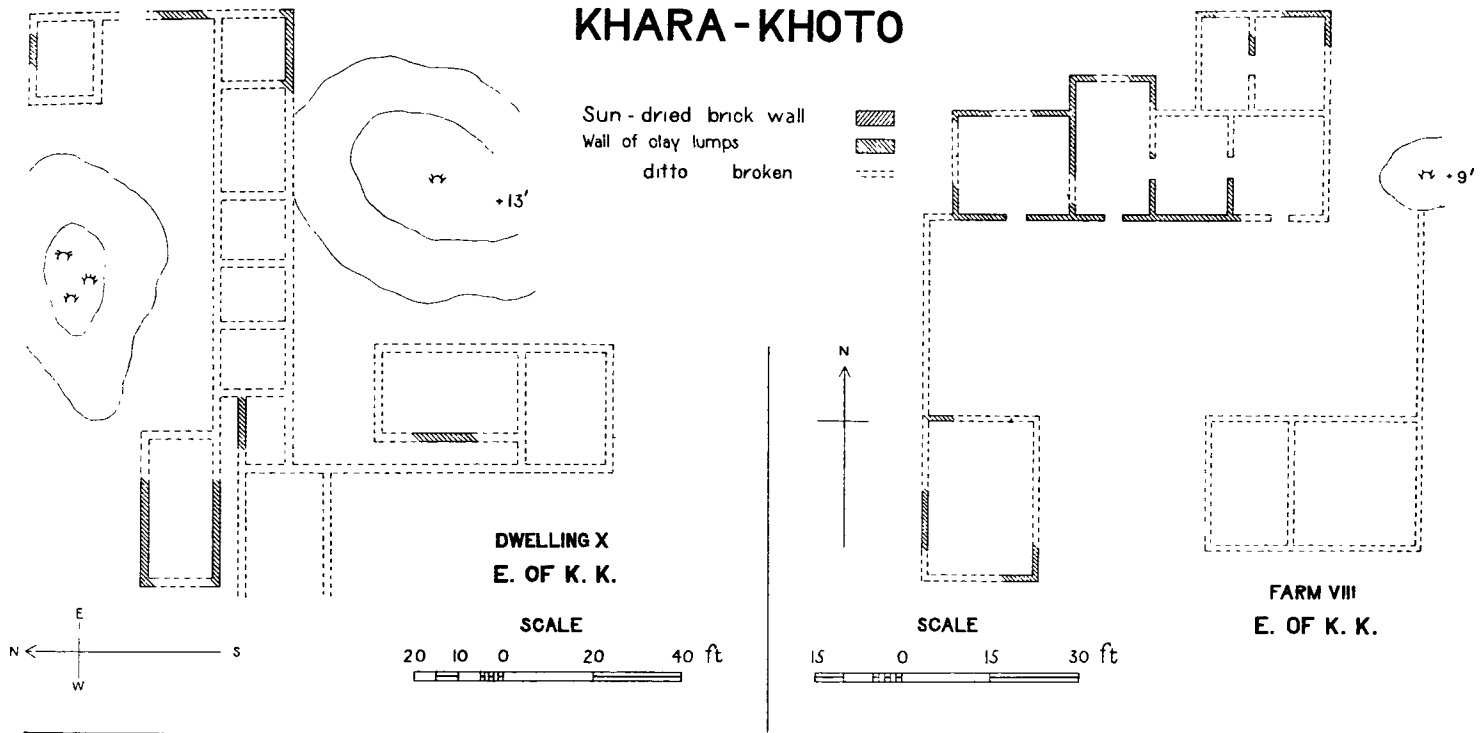 KHARA-KHOTO
Sun-dried brick wall
Wall of clay lumps
ditto broken
+13'
+9'
N
DWELLING X
E. OF K. K.
FARM VIII
E. OF K. K.
E
N
S
W
SCALE
20 10 0 20 40 ft
SCALE
15 0 15 30 ft